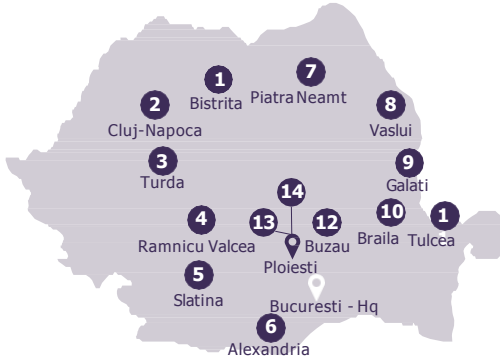 1
Bistrita
7
Piatra Neamt
2
Cluj-Napoca
8
Vaslui
3
Turda
9
Galati
14
4
Ramnicu Valcea
13
12
Buzau
10
Braila
1
Tulcea
Ploiesti
5
Slatina
Bucuresti - Hq
6
Alexandria